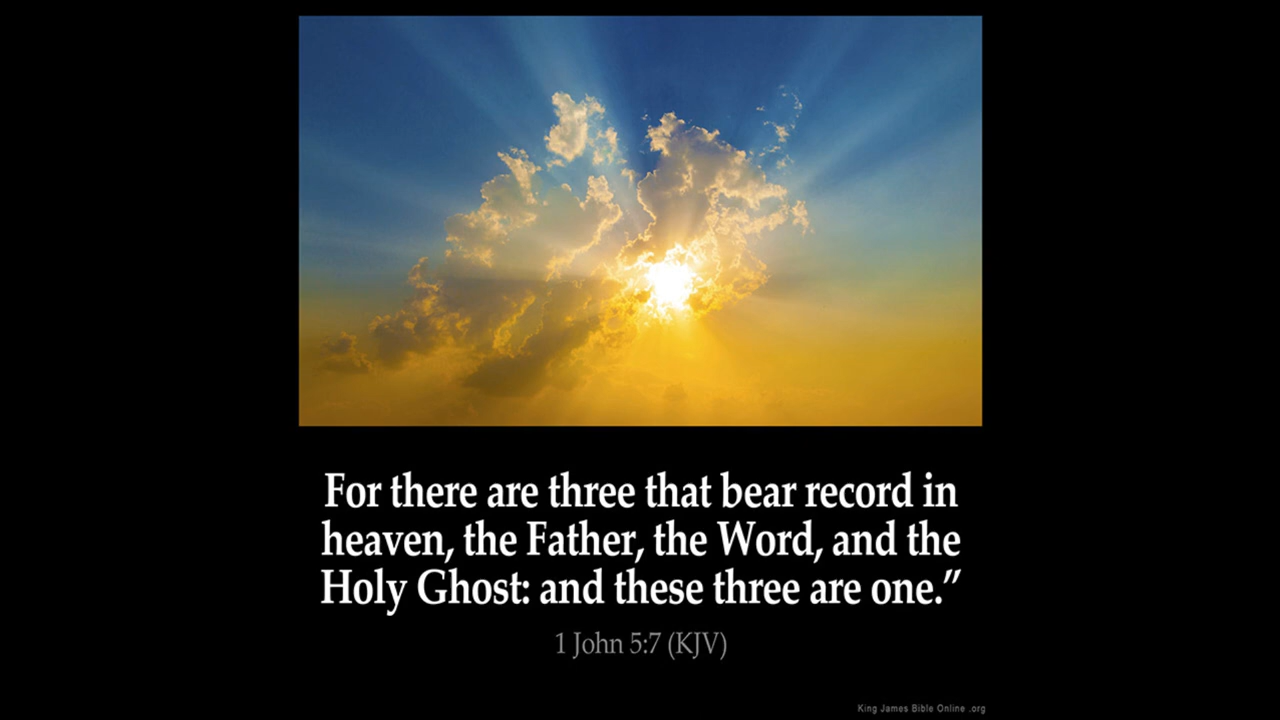 For there are three that bear record in
heaven, the Father, the Word, and the
Holy Ghost: and these three are one.”
1 John 5:7 (KJV)
King James Bible Online .org